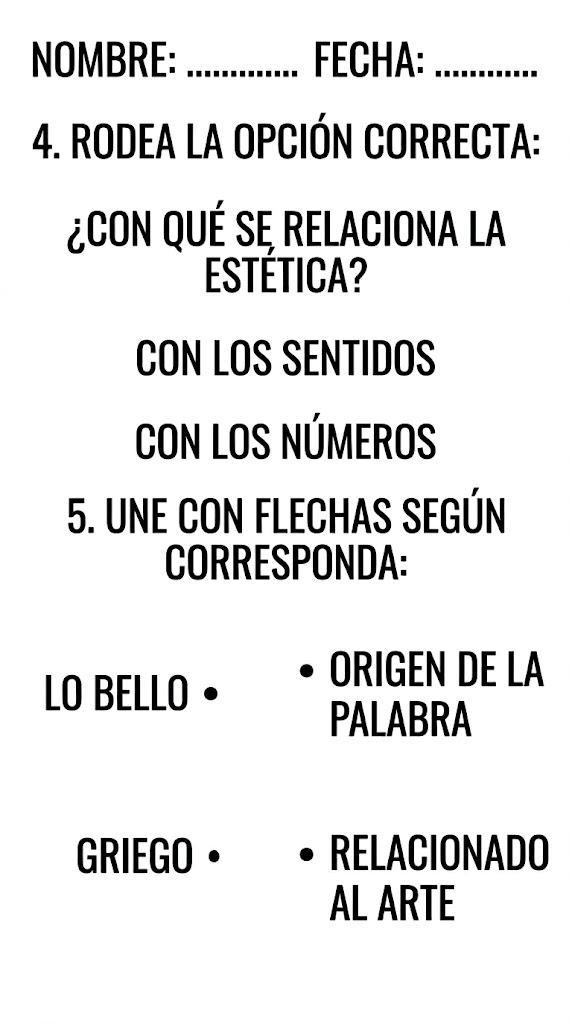 NOMBRE: ............. FECHA: ............
4. RODEA LA OPCIÓN CORRECTA:
¿CON QUÉ SE RELACIONA LA
ESTÉTICA?
CON LOS SENTIDOS
CON LOS NÚMEROS
5. UNE CON FLECHAS SEGÚN
CORRESPONDA:
LO BELLO •
• ORIGEN DE LA
PALABRA
GRIEGO •
• RELACIONADO
AL ARTE